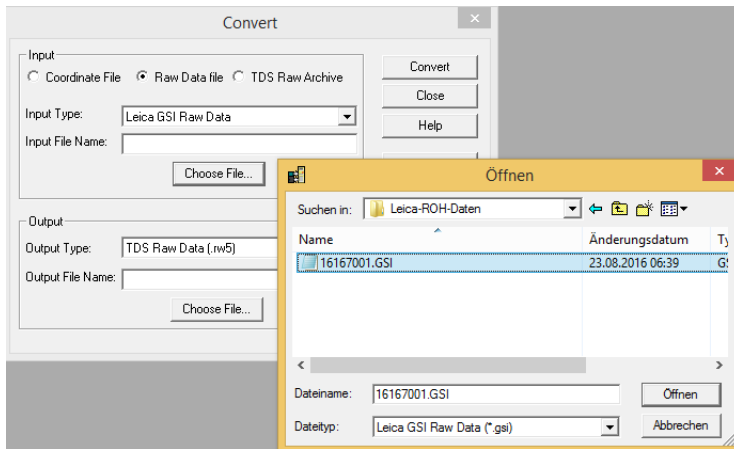 Convert
Input
Coordinate File Raw Data file TDS Raw Archive
Input Type: Leica GSI Raw Data
Input File Name:
Choose File...
Convert
Close
Help
Output
Output Type: TDS Raw Data (.rw5)
Output File Name:
Choose File...
Öffnen
Suchen in: Leica-ROH-Daten
Name Änderungsdatum
16167001.GSI 23.08.2016 06:39
Dateiname: 16167001.GSI Öffnen
Dateityp: Leica GSI Raw Data (*.gsi) Abbrechen